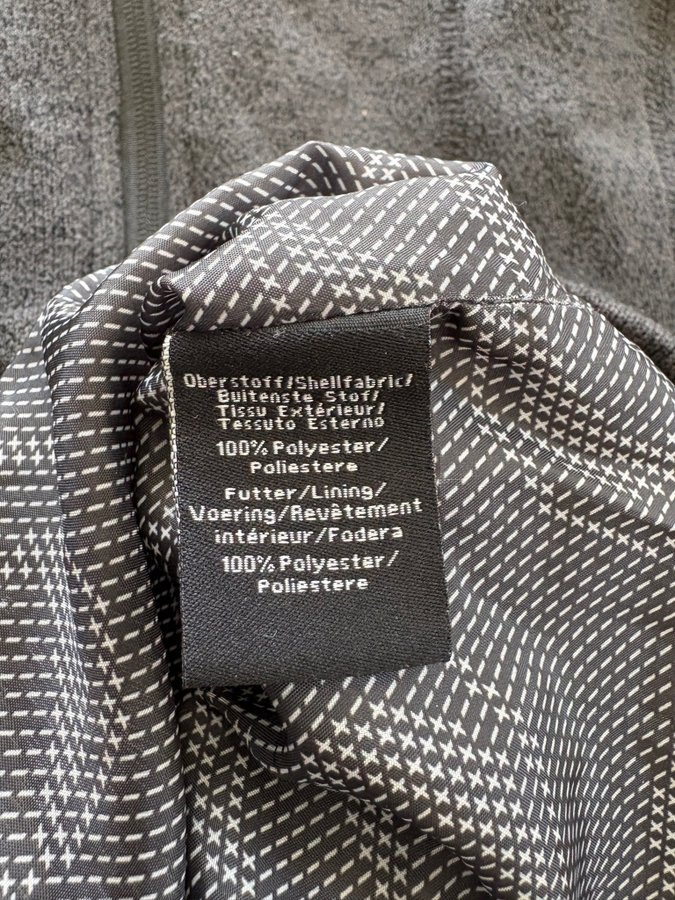 Oberstoff/Shellfabric/
Buitenste Stof/
Tissu Extérieur/
Tessuto Esterno
100% Polyester/
Poliestere
Futter/Lining/
Voering/Revêtement
intérieur/Fodera
100% Polyester/
Poliestere